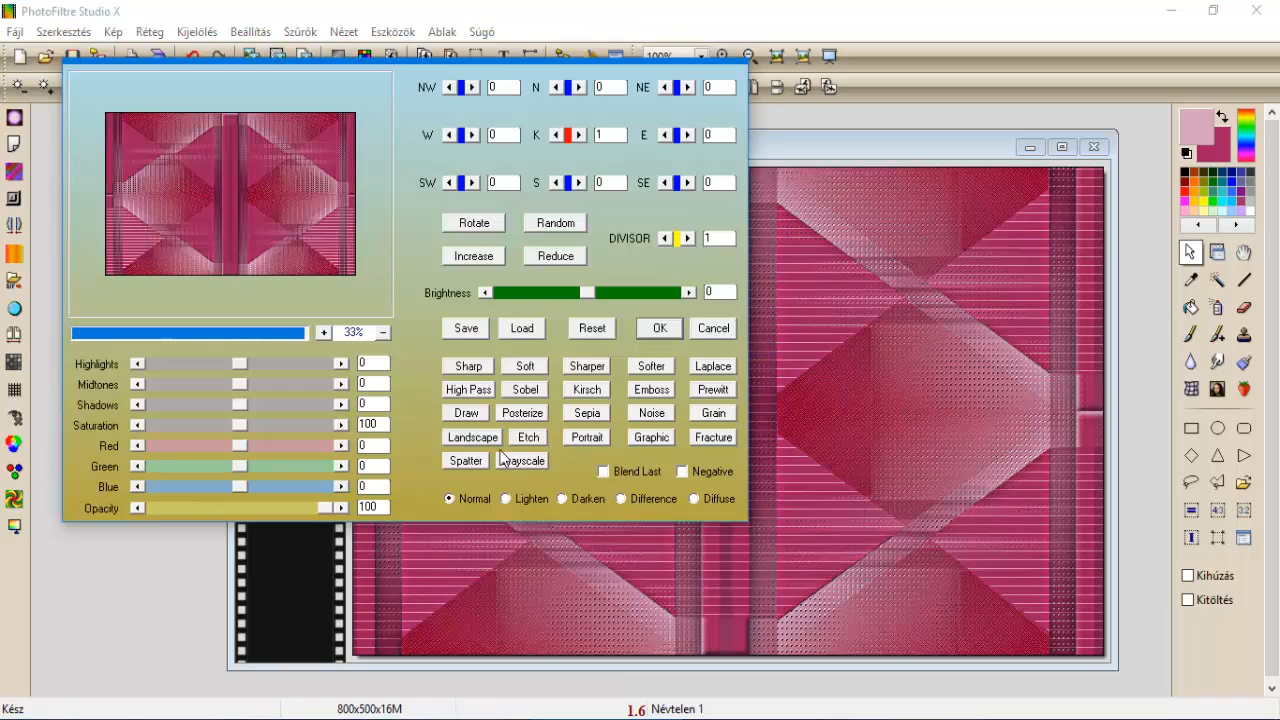 PhotoFiltre Studio X
Fájl Szerkesztés Kép Réteg Kijelölés Beállítás Szűrők Nézet Eszközök Ablak Súgó
100%
NW 0 N 0 NE 0
W 0 K 1 E 0
SW 0 S 0 SE 0
Rotate Random
DIVISOR 1
Increase Reduce
Brightness 0
+ 33% −
Save Load Reset OK Cancel
Highlights 0
Midtones 0
Shadows 0
Saturation 100
Red 0
Green 0
Blue 0
Opacity 100
Sharp Soft Sharper Softer Laplace
High Pass Sobel Kirsch Emboss Prewitt
Draw Posterize Sepia Noise Grain
Landscape Etch Portrait Graphic Fracture
Spatter Grayscale
Blend Last Negative
Normal Lighten Darken Difference Diffuse
4:3 3:2
Kihúzás
Kitöltés
Kész 800x500x16M 1.6 Névtelen 1